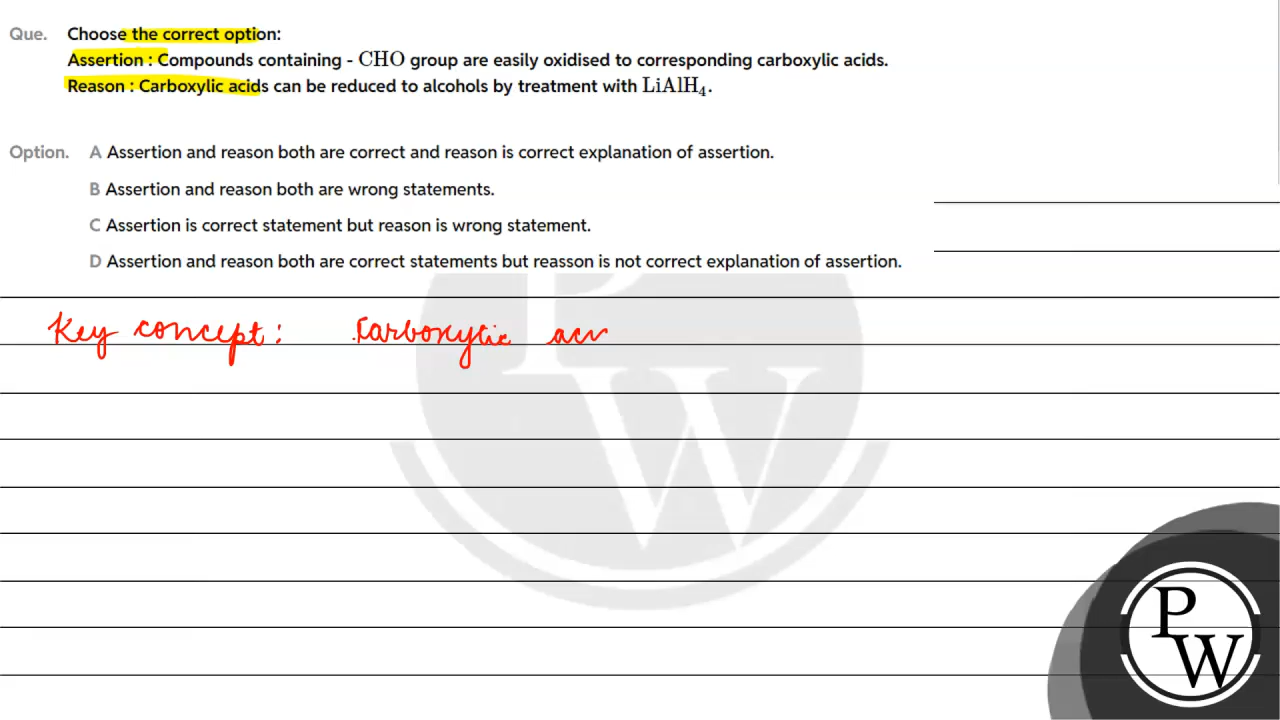 Que. Choose the correct option:
Assertion : Compounds containing - CHO group are easily oxidised to corresponding carboxylic acids.
Reason : Carboxylic acids can be reduced to alcohols by treatment with LiAlH₄.
Option. A Assertion and reason both are correct and reason is correct explanation of assertion.
B Assertion and reason both are wrong statements.
C Assertion is correct statement but reason is wrong statement.
D Assertion and reason both are correct statements but reasson is not correct explanation of assertion.
Key concept: Carboxylic
P
W
PW